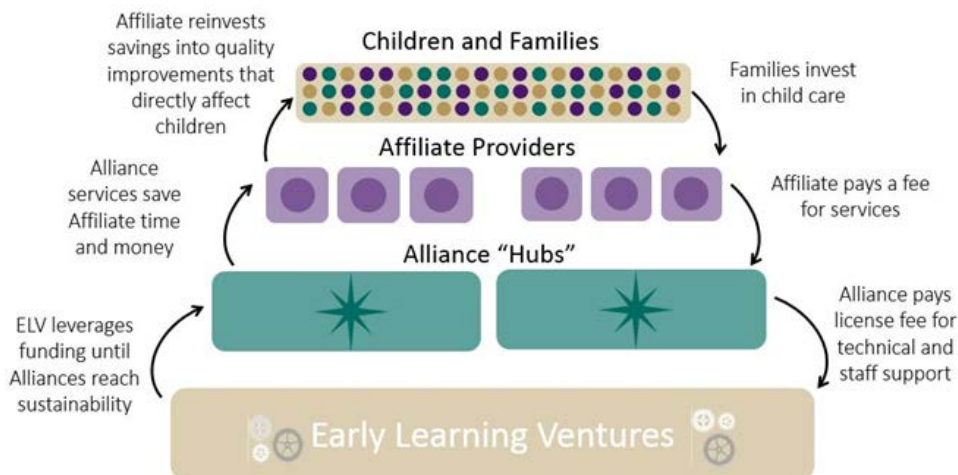 Affiliate reinvests
savings into quality
improvements that
directly affect
children
Children and Families
Families invest
in child care
Alliance
services save
Affiliate time
and money
Affiliate Providers
Affiliate pays a fee
for services
Alliance “Hubs”
ELV leverages
funding until
Alliances reach
sustainability
Alliance pays
license fee for
technical and
staff support
Early Learning Ventures